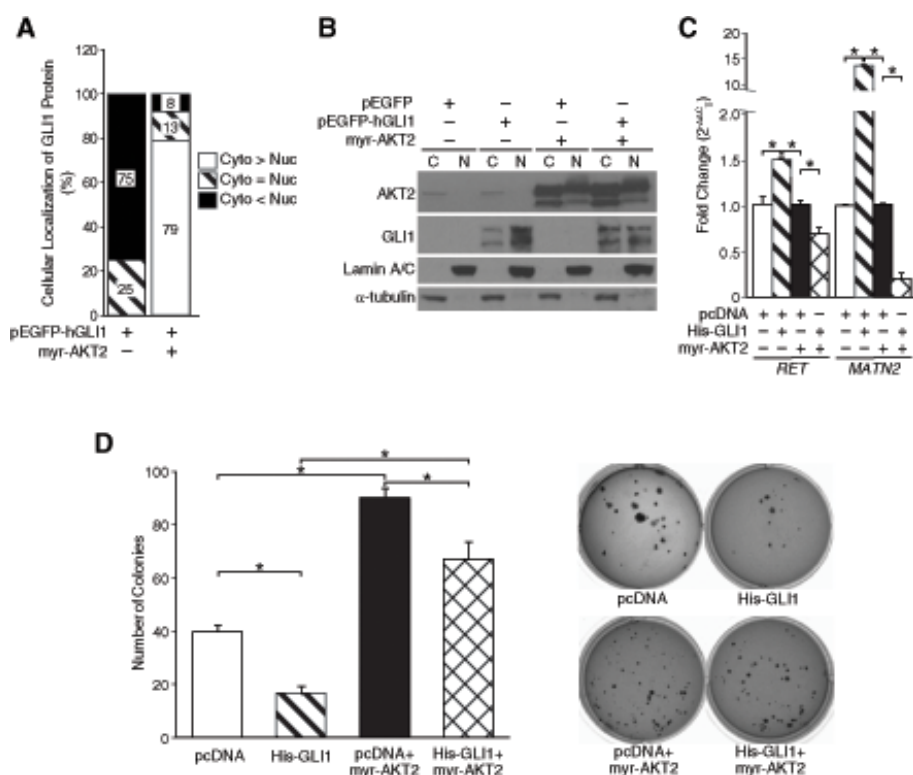 A
120
100
80
60
40
20
0
Cellular Localization of GLI1 Protein
(%)
8
13
79
75
25
Cyto > Nuc
Cyto = Nuc
Cyto < Nuc
pEGFP-hGLI1 + +
myr-AKT2 − +
B
pEGFP + − + −
pEGFP-hGLI1 − + − +
myr-AKT2 − − + +
C N C N C N C N
AKT2
GLI1
Lamin A/C
α-tubulin
C
20
15
10
5
1.0
1.5
1.0
0.5
0
Fold Change
* * * * * *
pcDNA + + + − + + + −
His-GLI1 − + − + − + − +
myr-AKT2 − − + + − − + +
RET MATN2
D
100
80
60
40
20
0
Number of Colonies
*
* *
*
pcDNA His-GLI1 pcDNA+ His-GLI1+
myr-AKT2 myr-AKT2
pcDNA His-GLI1
pcDNA+ His-GLI1+
myr-AKT2 myr-AKT2